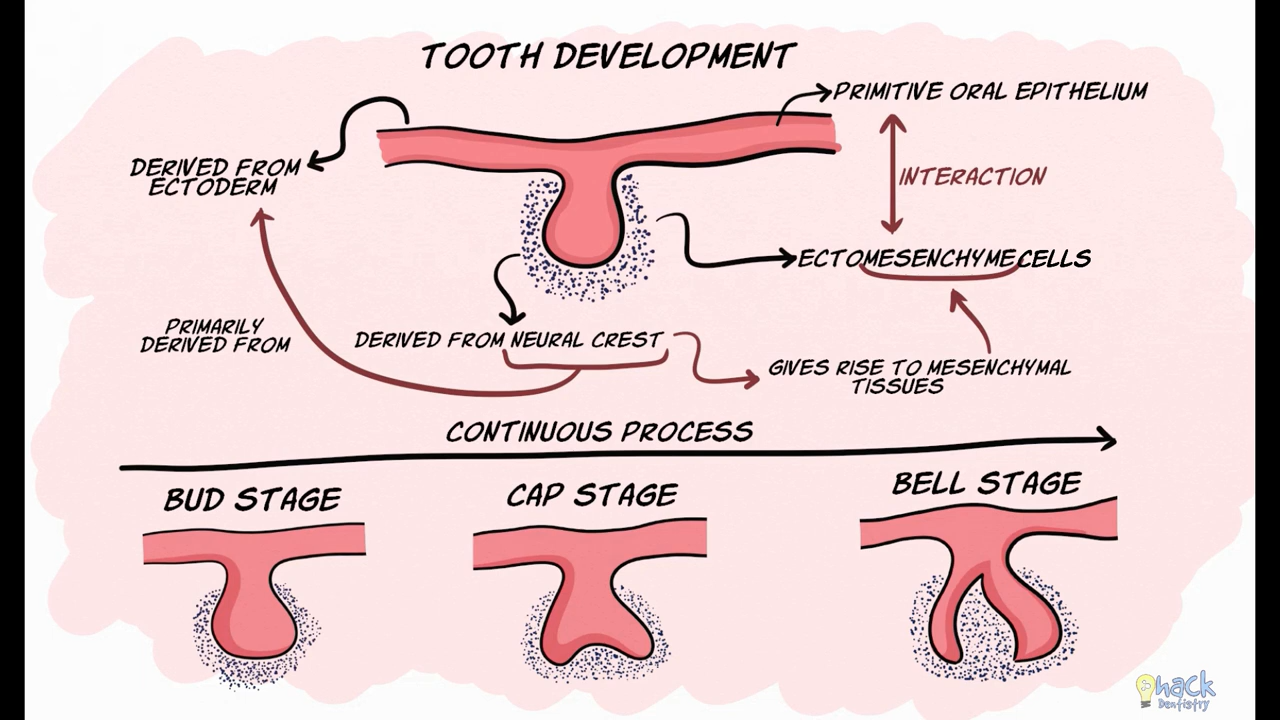 TOOTH DEVELOPMENT
PRIMITIVE ORAL EPITHELIUM
DERIVED FROM
ECTODERM
INTERACTION
ECTOMESENCHYME CELLS
PRIMARILY
DERIVED FROM
DERIVED FROM NEURAL CREST
GIVES RISE TO MESENCHYMAL
TISSUES
CONTINUOUS PROCESS
BUD STAGE
CAP STAGE
BELL STAGE
hack
Dentistry